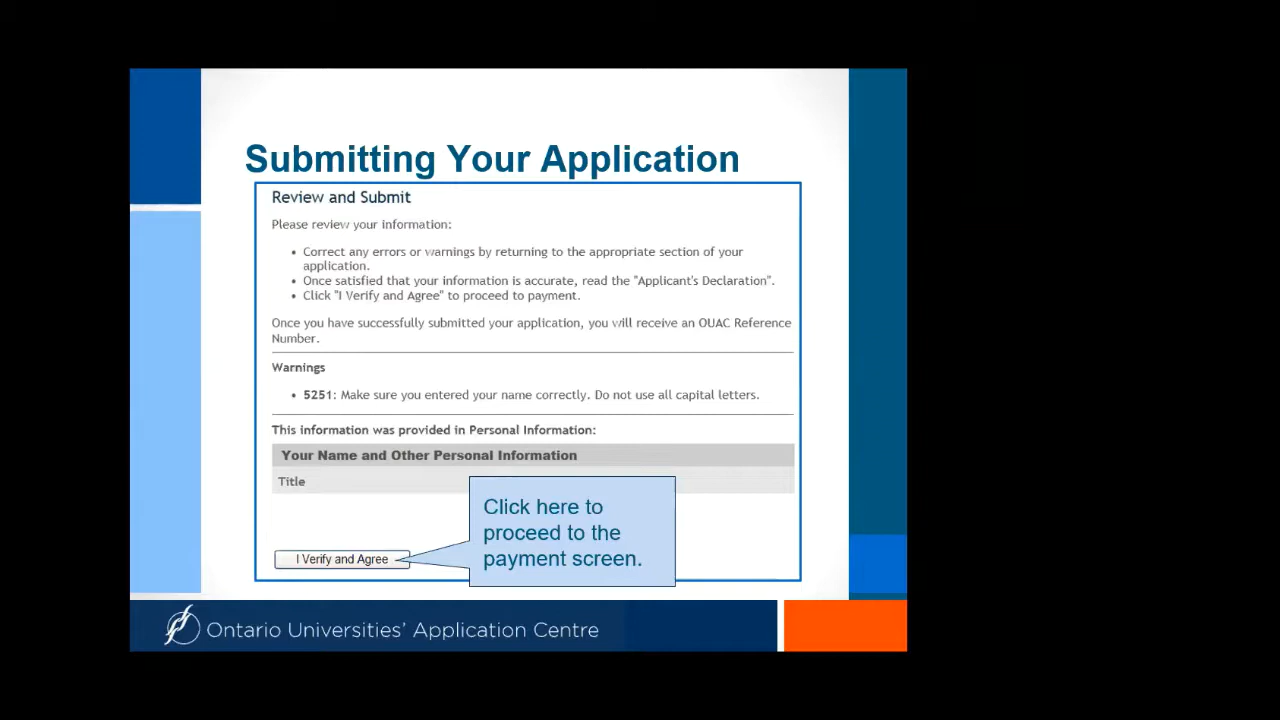 Submitting Your Application
Review and Submit
Please review your information:
• Correct any errors or warnings by returning to the appropriate section of your
application.
• Once satisfied that your information is accurate, read the "Applicant's Declaration".
• Click "I Verify and Agree" to proceed to payment.
Once you have successfully submitted your application, you will receive an OUAC Reference
Number.
Warnings
• 5251: Make sure you entered your name correctly. Do not use all capital letters.
This information was provided in Personal Information:
Your Name and Other Personal Information
Title
Click here to
proceed to the
payment screen.
I Verify and Agree
Ontario Universities' Application Centre